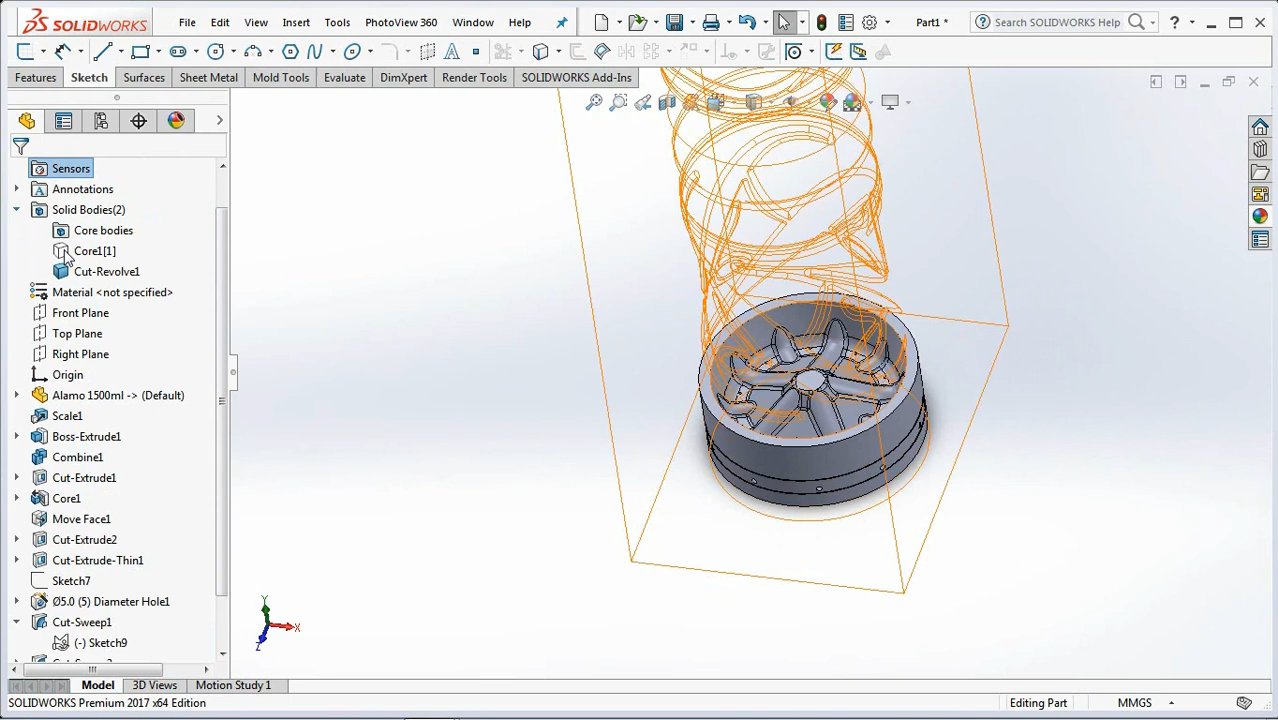 SOLIDWORKS File Edit View Insert Tools PhotoView 360 Window Help Part1 * Search SOLIDWORKS Help
Features Sketch Surfaces Sheet Metal Mold Tools Evaluate DimXpert Render Tools SOLIDWORKS Add-Ins
Sensors
Annotations
Solid Bodies(2)
Core bodies
Core1[1]
Cut-Revolve1
Material <not specified>
Front Plane
Top Plane
Right Plane
Origin
Alamo 1500ml -> (Default)
Scale1
Boss-Extrude1
Combine1
Cut-Extrude1
Core1
Move Face1
Cut-Extrude2
Cut-Extrude-Thin1
Sketch7
Ø5.0 (5) Diameter Hole1
Cut-Sweep1
(-) Sketch9
Y
X
Z
Model 3D Views Motion Study 1
SOLIDWORKS Premium 2017 x64 Edition Editing Part MMGS